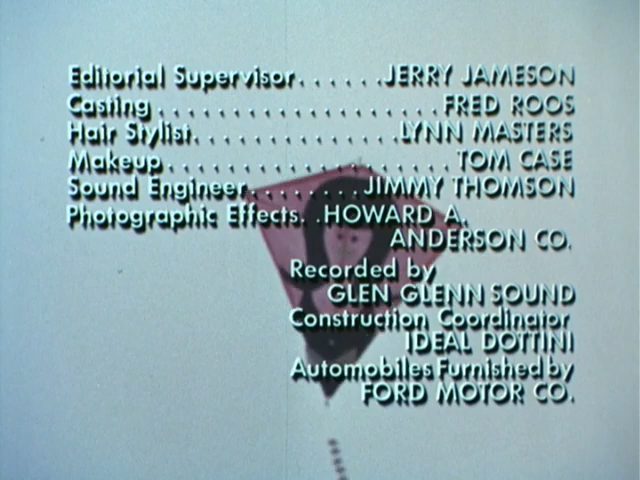 Editorial Supervisor. . . . . . JERRY JAMESON
Casting . . . . . . . . . . . . . . . . . . FRED ROOS
Hair Stylist. . . . . . . . . . . . . LYNN MASTERS
Makeup. . . . . . . . . . . . . . . . . . TOM CASE
Sound Engineer. . . . . . . . JIMMY THOMSON
Photographic Effects. . HOWARD A.
ANDERSON CO.
Recorded by
GLEN GLENN SOUND
Construction Coordinator
IDEAL DOTTINI
Automobiles Furnished by
FORD MOTOR CO.